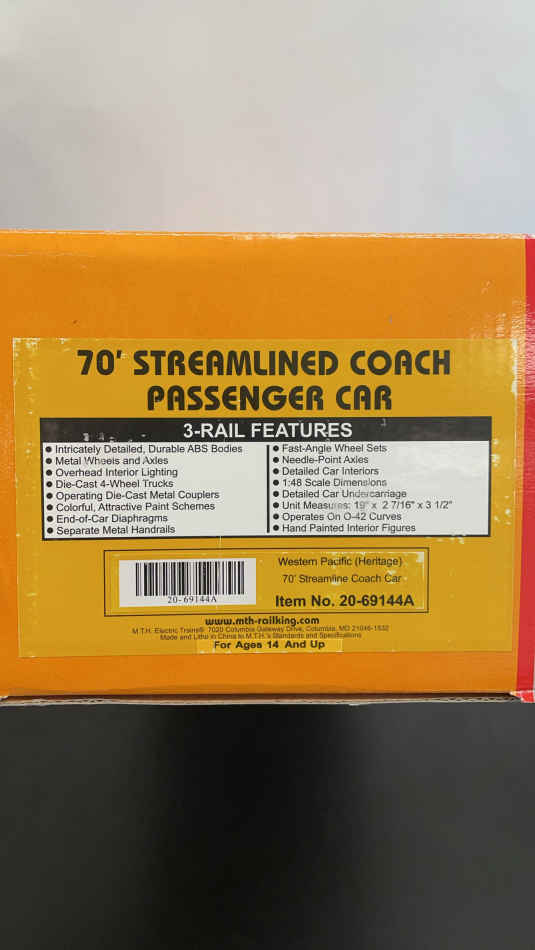 70' STREAMLINED COACH
PASSENGER CAR
3-RAIL FEATURES
● Intricately Detailed, Durable ABS Bodies
● Metal Wheels and Axles
● Overhead Interior Lighting
● Die-Cast 4-Wheel Trucks
● Operating Die-Cast Metal Couplers
● Colorful, Attractive Paint Schemes
● End-of-Car Diaphragms
● Separate Metal Handrails
● Fast-Angle Wheel Sets
● Needle-Point Axles
● Detailed Car Interiors
● 1:48 Scale Dimensions
● Detailed Car Undercarriage
● Unit Measures: 19" x 2 7/16" x 3 1/2"
● Operates On O-42 Curves
● Hand Painted Interior Figures
20-69144A
Western Pacific (Heritage)
70' Streamline Coach Car
Item No. 20-69144A
www.mth-railking.com
M.T.H. Electric Trains® 7020 Columbia Gateway Drive, Columbia, MD 21046-1532
Made and Litho in China to M.T.H.'s Standards and Specifications
For Ages 14 And Up